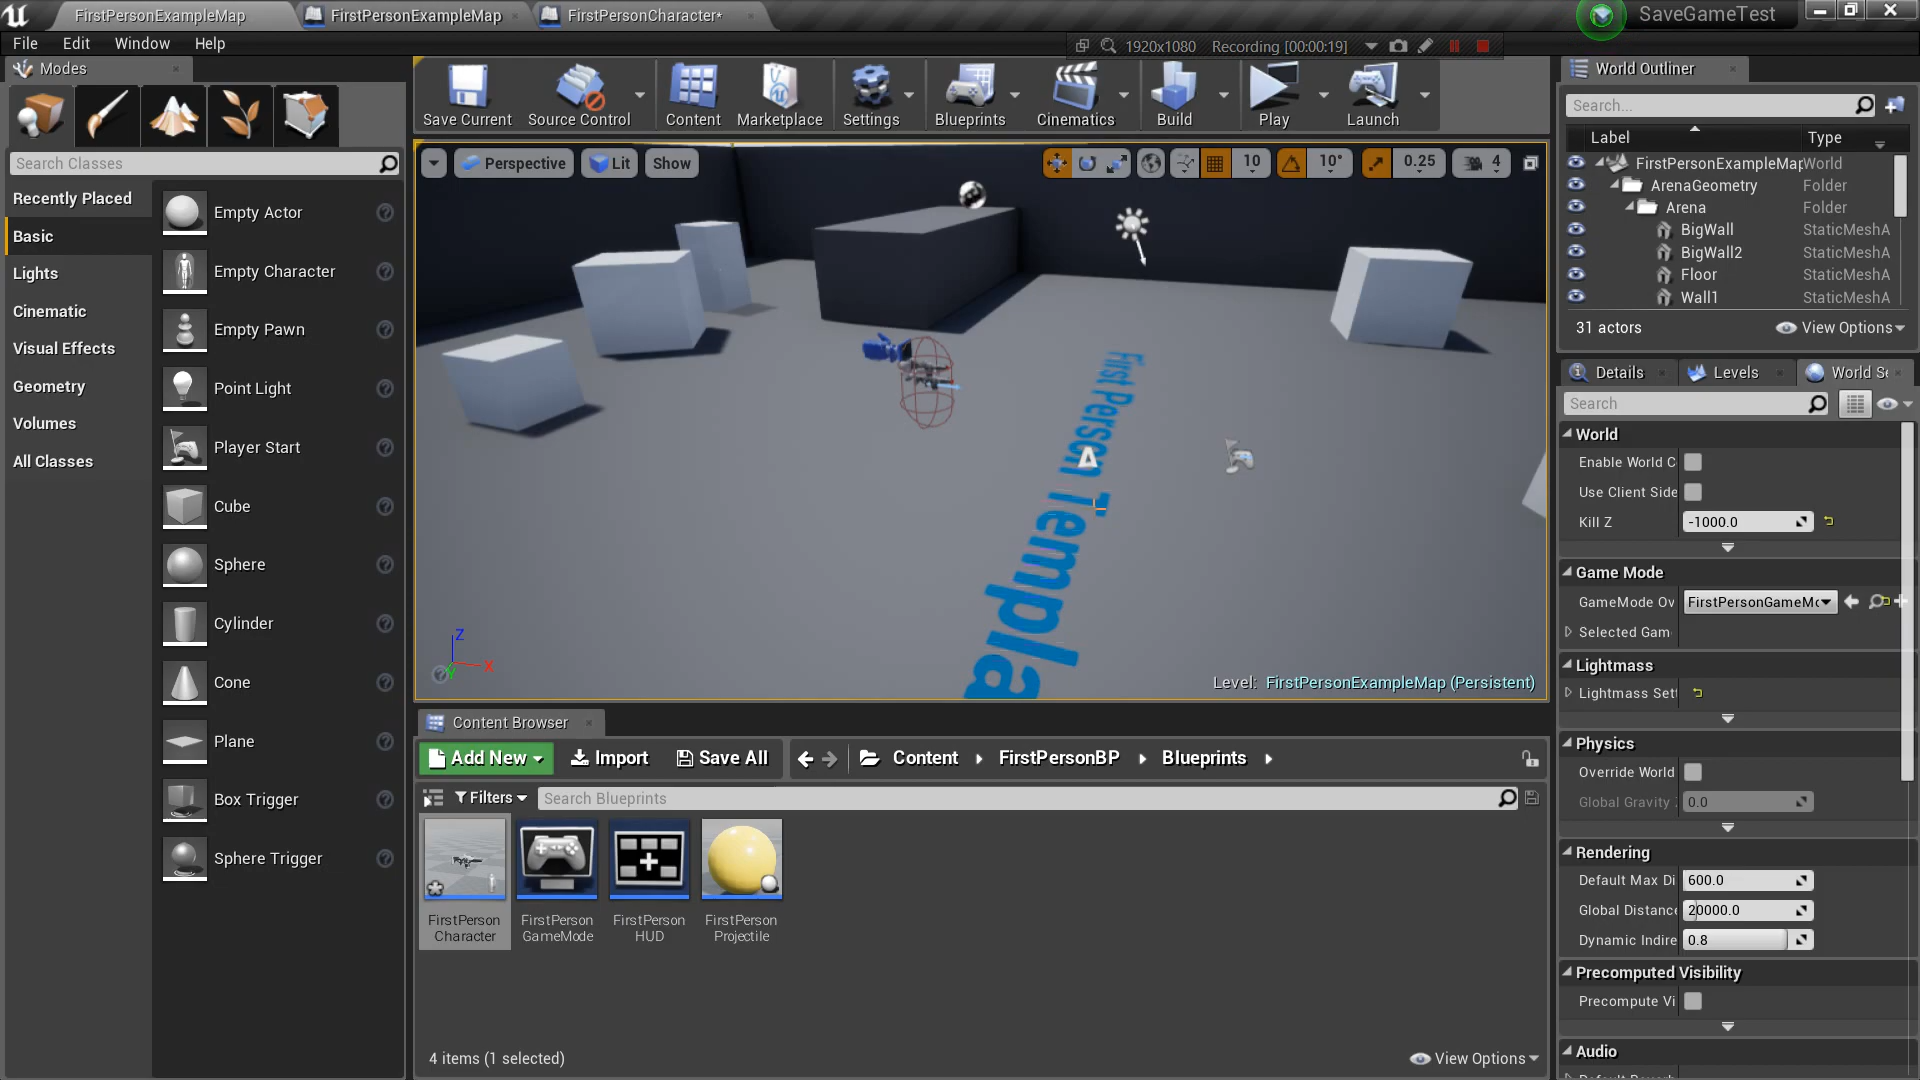 FirstPersonExampleMap
FirstPersonExampleMap
FirstPersonCharacter*
SaveGameTest
File Edit Window Help
1920x1080 Recording [00:00:19]
Modes
Search Classes
Recently Placed
Basic
Lights
Cinematic
Visual Effects
Geometry
Volumes
All Classes
Empty Actor
Empty Character
Empty Pawn
Point Light
Player Start
Cube
Sphere
Cylinder
Cone
Plane
Box Trigger
Sphere Trigger
Save Current
Source Control
Content
Marketplace
Settings
Blueprints
Cinematics
Build
Play
Launch
Perspective
Lit
Show
10
10°
0.25
4
First Person Templa
Z
X
Y
Level: FirstPersonExampleMap (Persistent)
Content Browser
Add New
Import
Save All
Content
FirstPersonBP
Blueprints
Filters
Search Blueprints
FirstPerson
Character
FirstPerson
GameMode
FirstPerson
HUD
FirstPerson
Projectile
4 items (1 selected)
View Options
World Outliner
Search...
Label
Type
FirstPersonExampleMap World
ArenaGeometry Folder
Arena Folder
BigWall StaticMeshA
BigWall2 StaticMeshA
Floor StaticMeshA
Wall1 StaticMeshA
31 actors
View Options
Details
Levels
World Se
Search
World
Enable World C
Use Client Side
Kill Z -1000.0
Game Mode
GameMode Ov FirstPersonGameMo
Selected Gam
Lightmass
Lightmass Set
Physics
Override World
Global Gravity 0.0
Rendering
Default Max Di 600.0
Global Distance 20000.0
Dynamic Indire 0.8
Precomputed Visibility
Precompute Vi
Audio